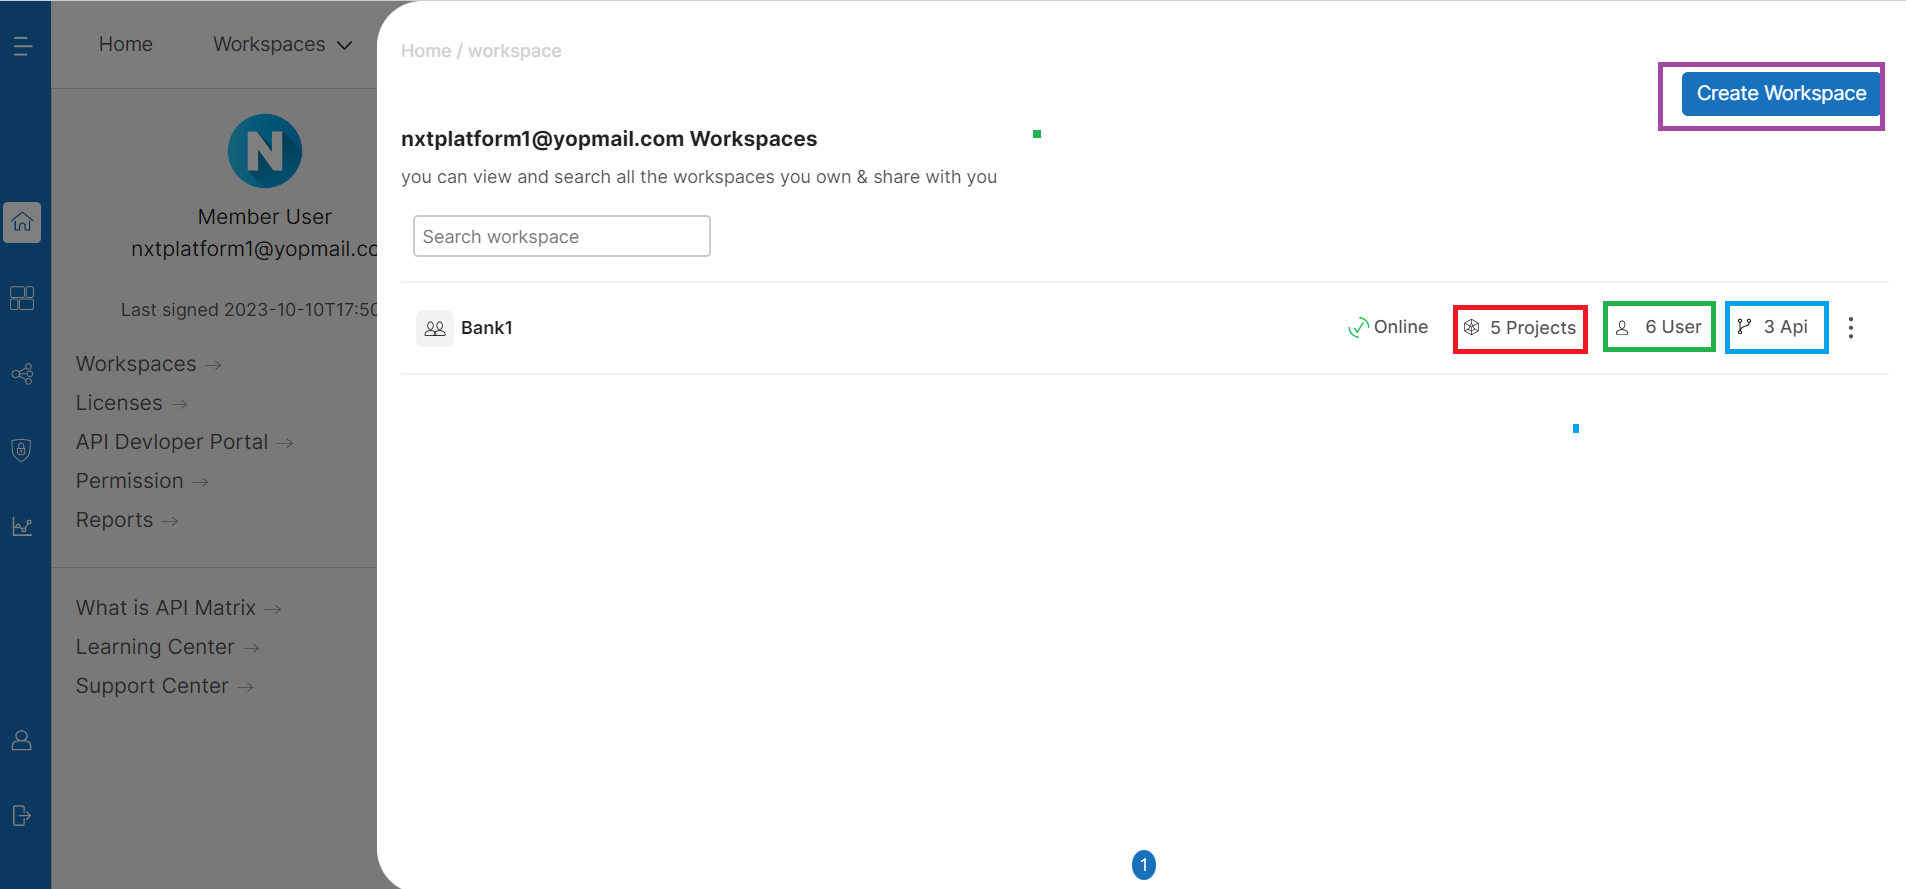 Home
Workspaces
N
Member User
nxtplatform1@yopmail.co
Last signed 2023-10-10T17:50
Workspaces
Licenses
API Devloper Portal
Permission
Reports
What is API Matrix
Learning Center
Support Center
Home / workspace
Create Workspace
nxtplatform1@yopmail.com Workspaces
you can view and search all the workspaces you own & share with you
Search workspace
Bank1 Online 5 Projects 6 User 3 Api
1